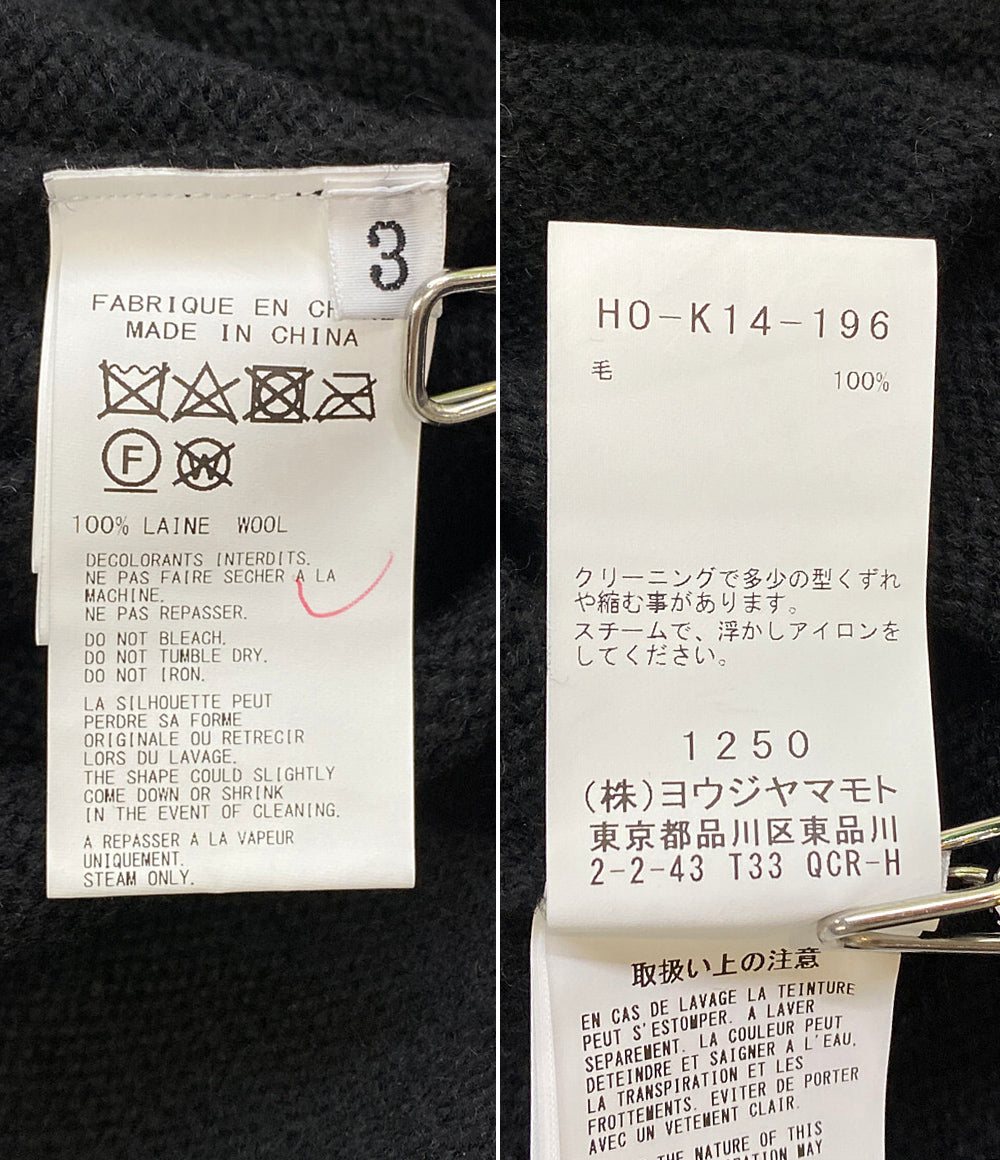 3
FABRIQUE EN
MADE IN CHINA
F
W
100% LAINE WOOL
DECOLORANTS INTERDITS.
NE PAS FAIRE SECHER A LA
MACHINE.
NE PAS REPASSER.
DO NOT BLEACH.
DO NOT TUMBLE DRY.
DO NOT IRON.
LA SILHOUETTE PEUT
PERDRE SA FORME
ORIGINALE OU RETRECIR
LORS DU LAVAGE.
THE SHAPE COULD SLIGHTLY
COME DOWN OR SHRINK
IN THE EVENT OF CLEANING.
A REPASSER A LA VAPEUR
UNIQUEMENT.
STEAM ONLY.
HO-K14-196
毛 100%
クリーニングで多少の型くずれ
や縮む事があります。
スチームで、浮かしアイロンを
してください。
1250
(株)ヨウジヤマモト
東京都品川区東品川
2-2-43 T33 QCR-H
取扱い上の注意
EN CAS DE LAVAGE LA TEINTURE
PEUT S'ESTOMPER. A LAVER
SEPAREMENT. LA COULEUR PEUT
DETEINDRE ET SAIGNER A L'EAU,
LA TRANSPIRATION ET LES
FROTTEMENTS. EVITER DE PORTER
AVEC UN VETEMENT CLAIR.
THE NATURE OF THIS
MAY